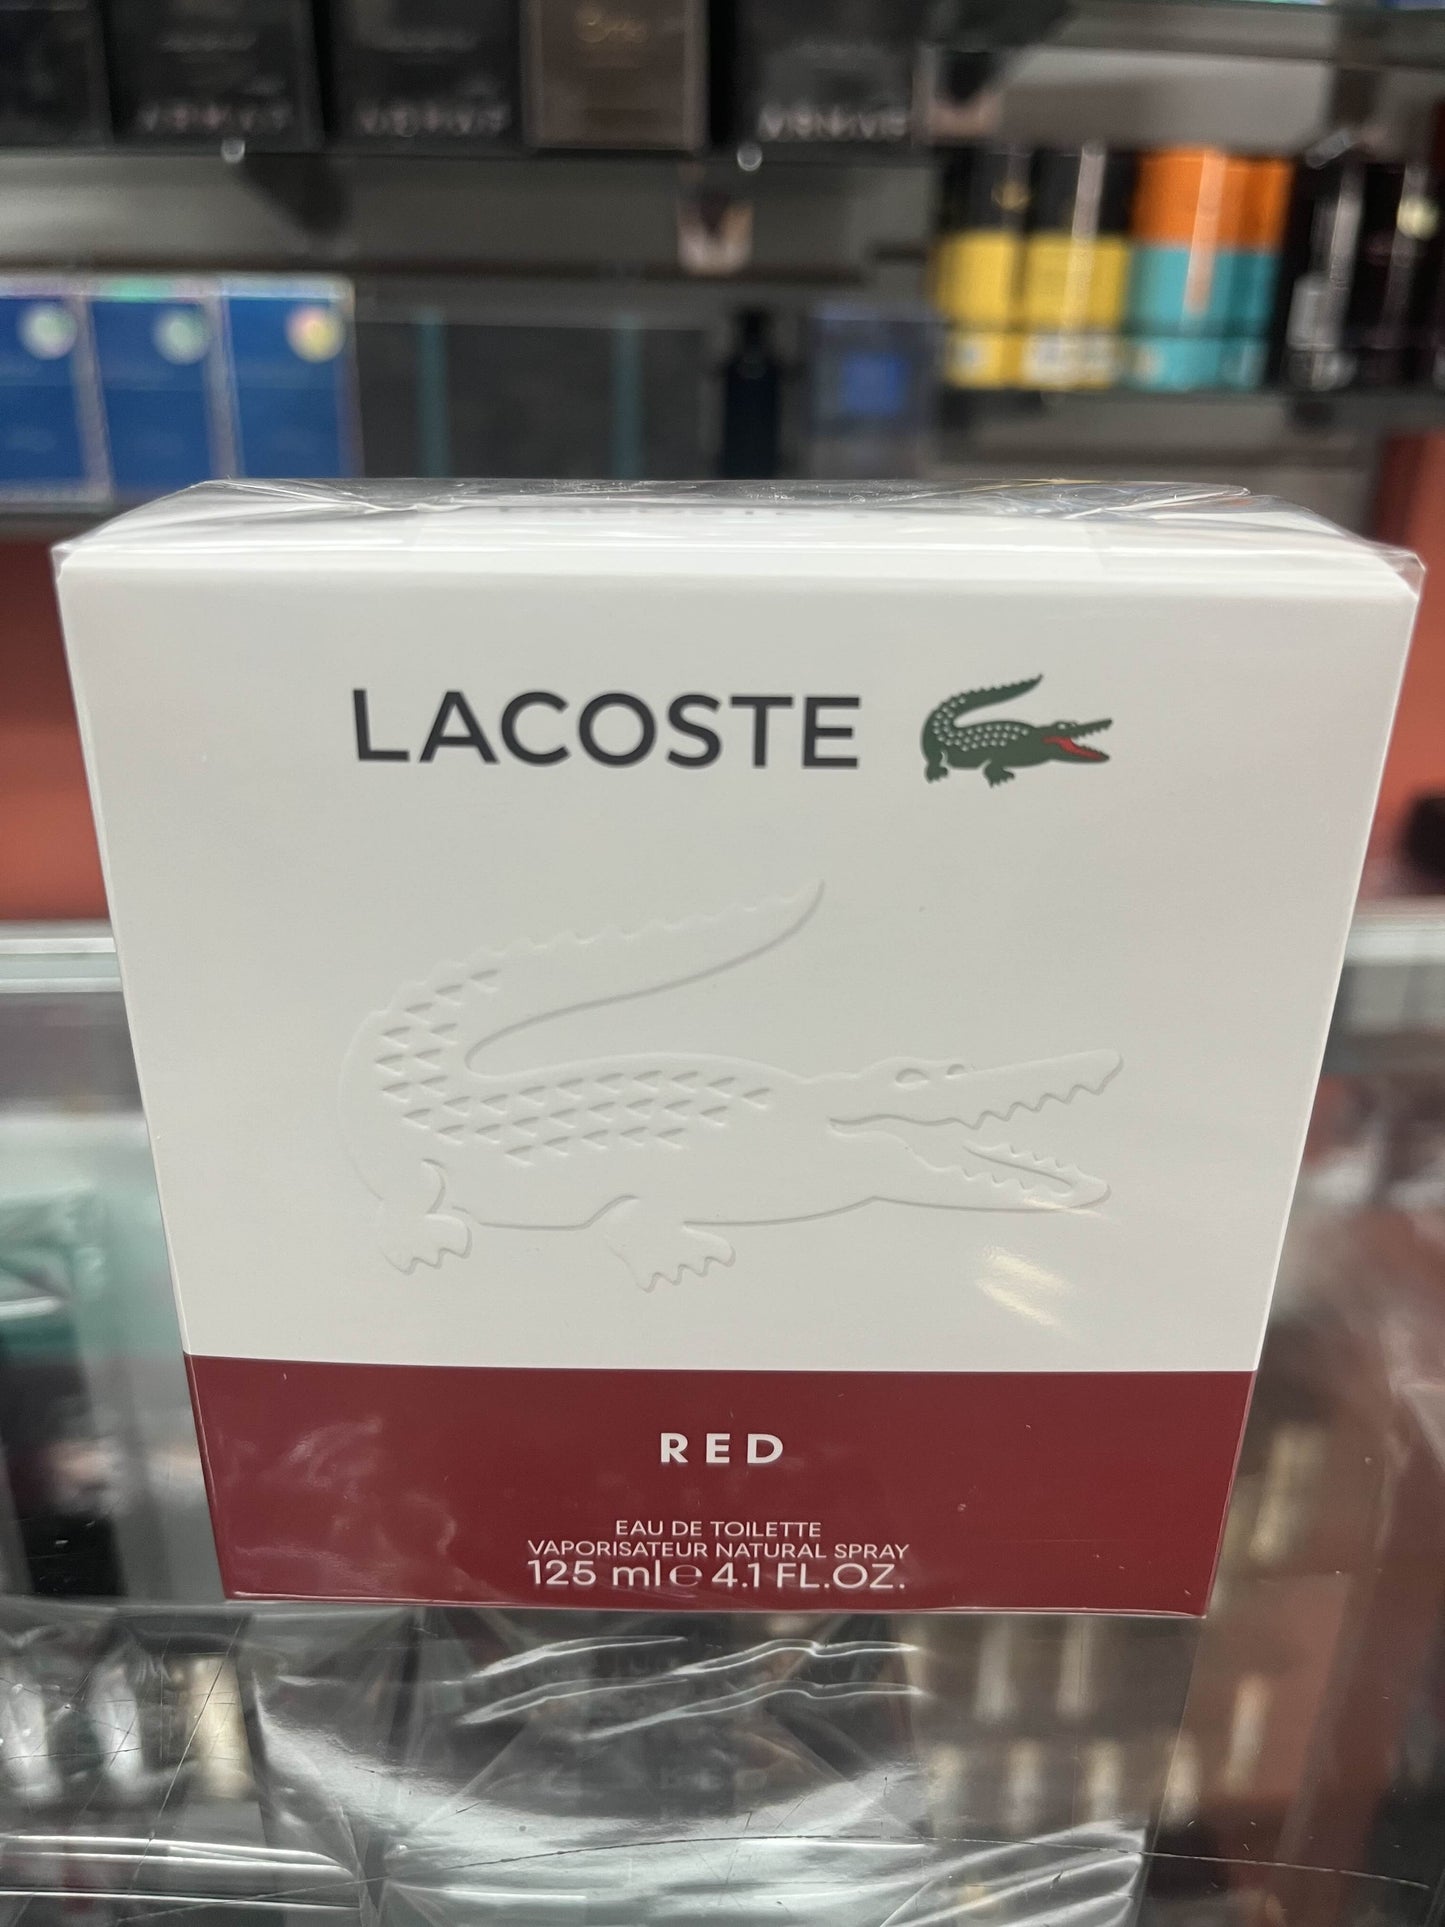 LACOSTE
RED
EAU DE TOILETTE
VAPORISATEUR NATURAL SPRAY
125 ml e 4.1 FL.OZ.